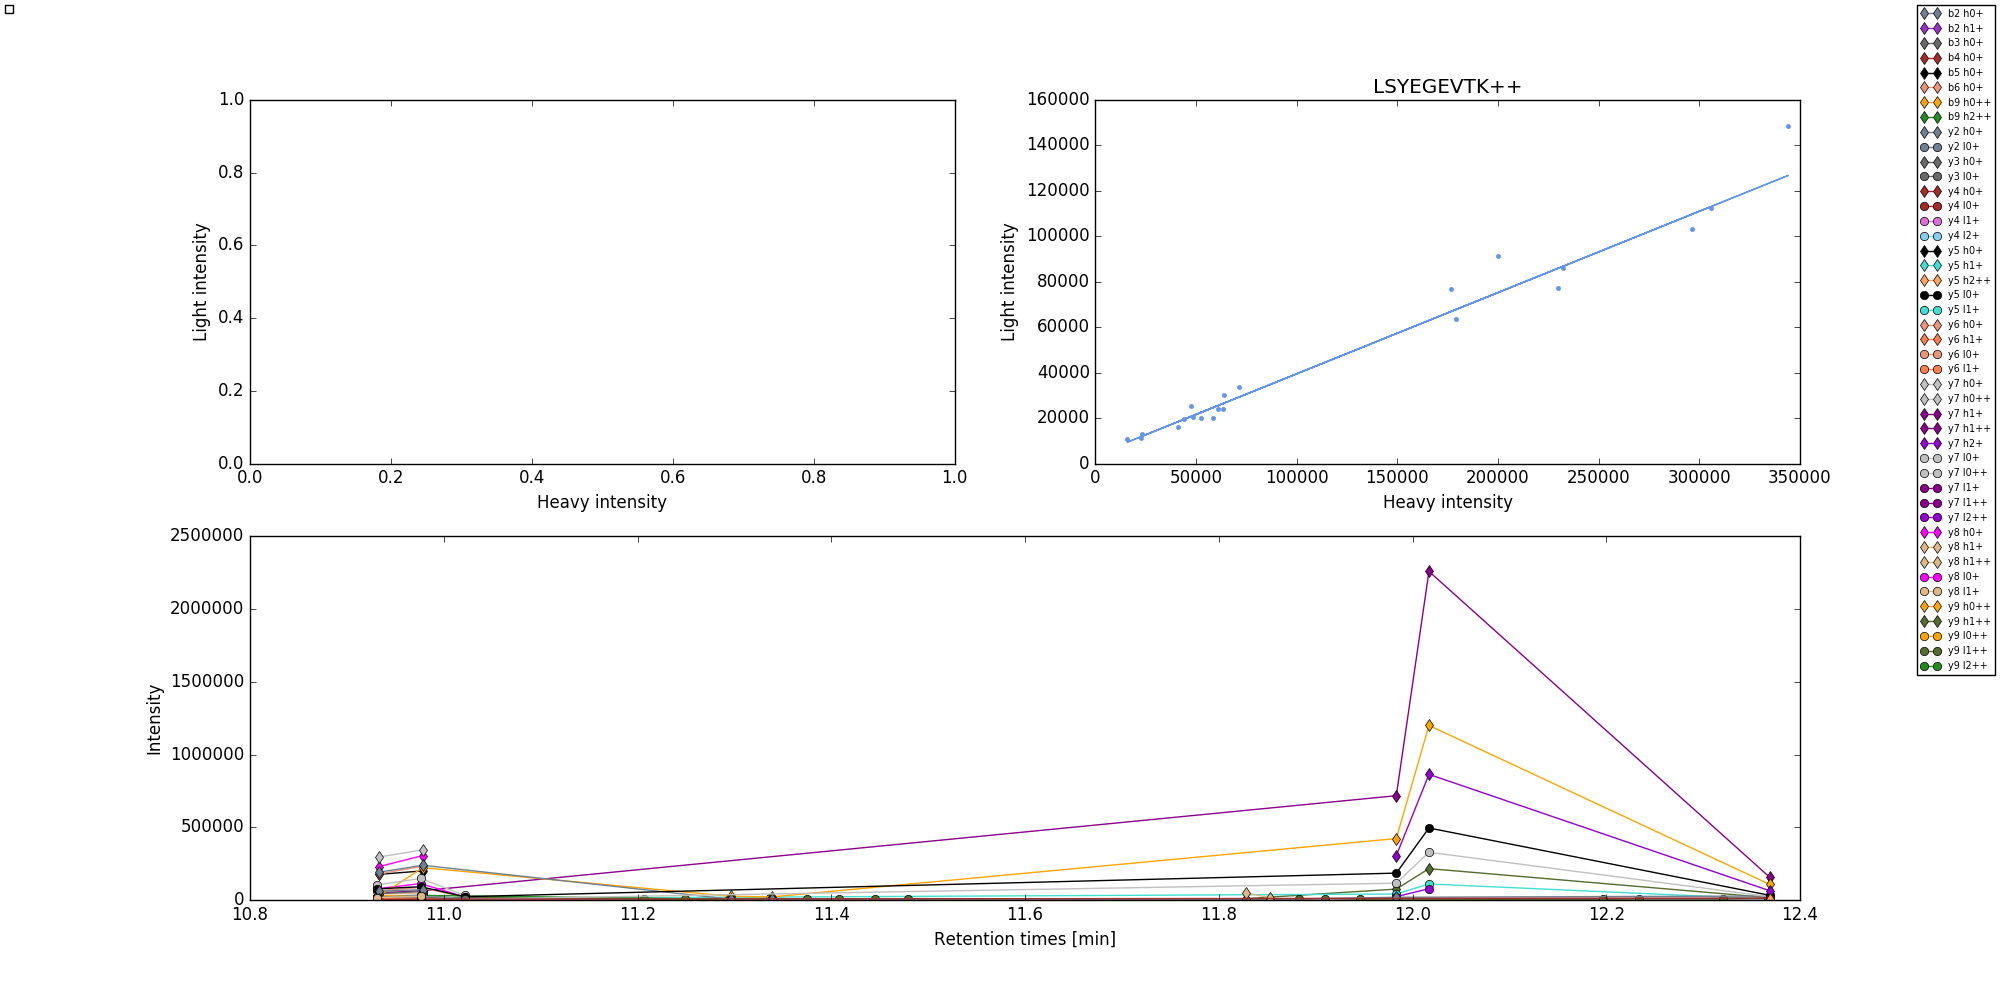 LSYEGEVTK++
1.0
0.8
0.6
0.4
0.2
0.0
Light intensity
0.0 0.2 0.4 0.6 0.8 1.0
Heavy intensity
160000
140000
120000
100000
80000
60000
40000
20000
0
Light intensity
0 50000 100000 150000 200000 250000 300000 350000
Heavy intensity
2500000
2000000
1500000
1000000
500000
0
Intensity
10.8 11.0 11.2 11.4 11.6 11.8 12.0 12.2 12.4
Retention times [min]
b2 h0+
b2 h1+
b3 h0+
b4 h0+
b5 h0+
b6 h0+
b9 h0++
b9 h2++
y2 h0+
y2 l0+
y3 h0+
y3 l0+
y4 h0+
y4 l0+
y4 l1+
y4 l2+
y5 h0+
y5 h1+
y5 h2++
y5 l0+
y5 l1+
y6 h0+
y6 h1+
y6 l0+
y6 l1+
y7 h0+
y7 h0++
y7 h1+
y7 h1++
y7 h2+
y7 l0+
y7 l0++
y7 l1+
y7 l1++
y7 l2++
y8 h0+
y8 h1+
y8 h1++
y8 l0+
y8 l1+
y9 h0++
y9 h1++
y9 l0++
y9 l1++
y9 l2++